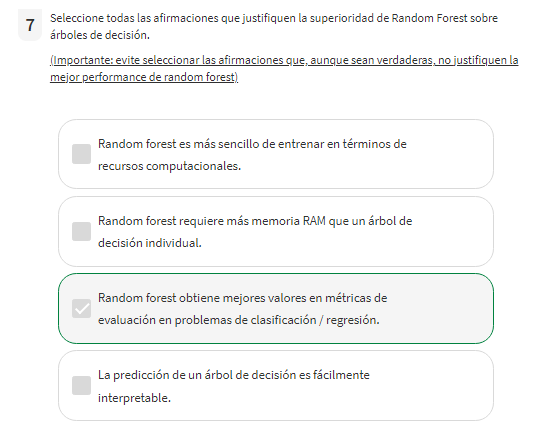 7
Seleccione todas las afirmaciones que justifiquen la superioridad de Random Forest sobre
árboles de decisión.
(Importante: evite seleccionar las afirmaciones que, aunque sean verdaderas, no justifiquen la
mejor performance de random forest)
Random forest es más sencillo de entrenar en términos de
recursos computacionales.
Random forest requiere más memoria RAM que un árbol de
decisión individual.
Random forest obtiene mejores valores en métricas de
evaluación en problemas de clasificación / regresión.
La predicción de un árbol de decisión es fácilmente
interpretable.